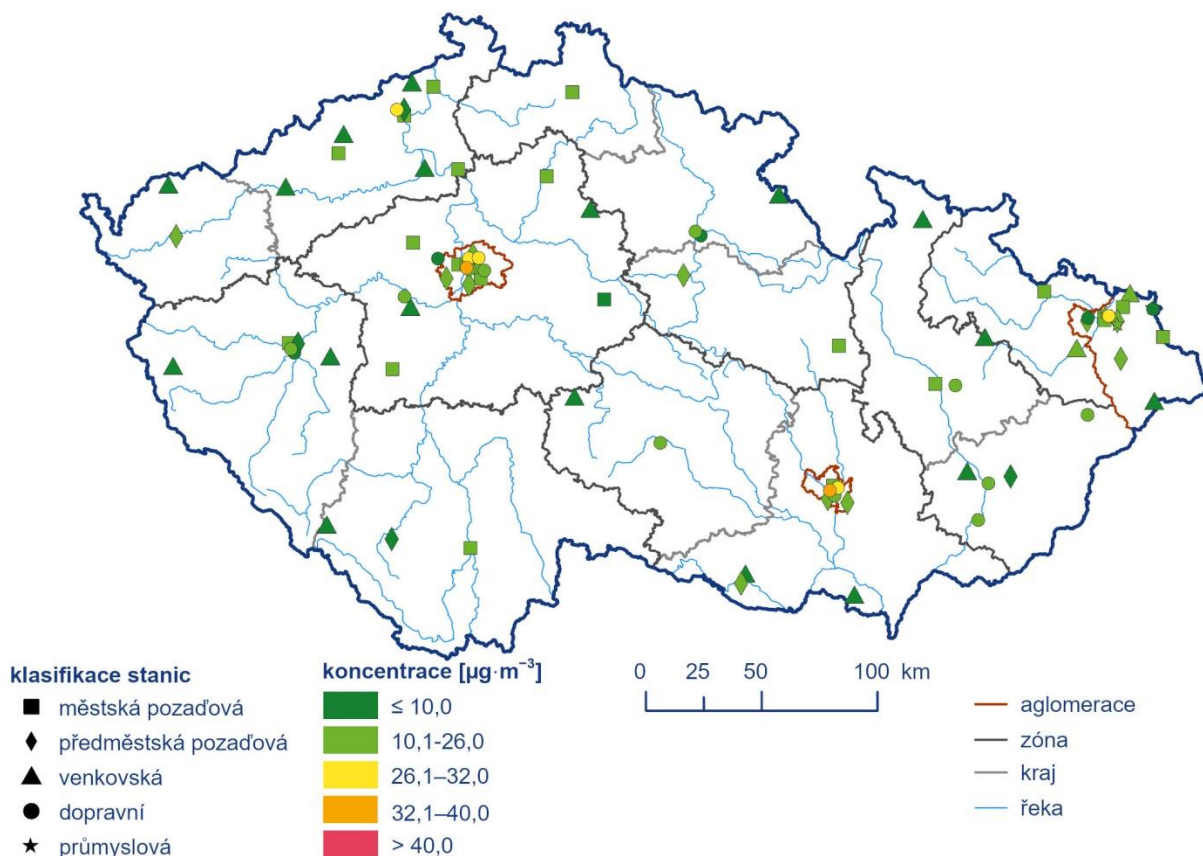 klasifikace stanic
městská pozaďová
předměstská pozaďová
venkovská
dopravní
průmyslová
koncentrace [µg·m⁻³]
≤ 10,0
10,1-26,0
26,1–32,0
32,1–40,0
> 40,0
0 25 50 100 km
aglomerace
zóna
kraj
řeka